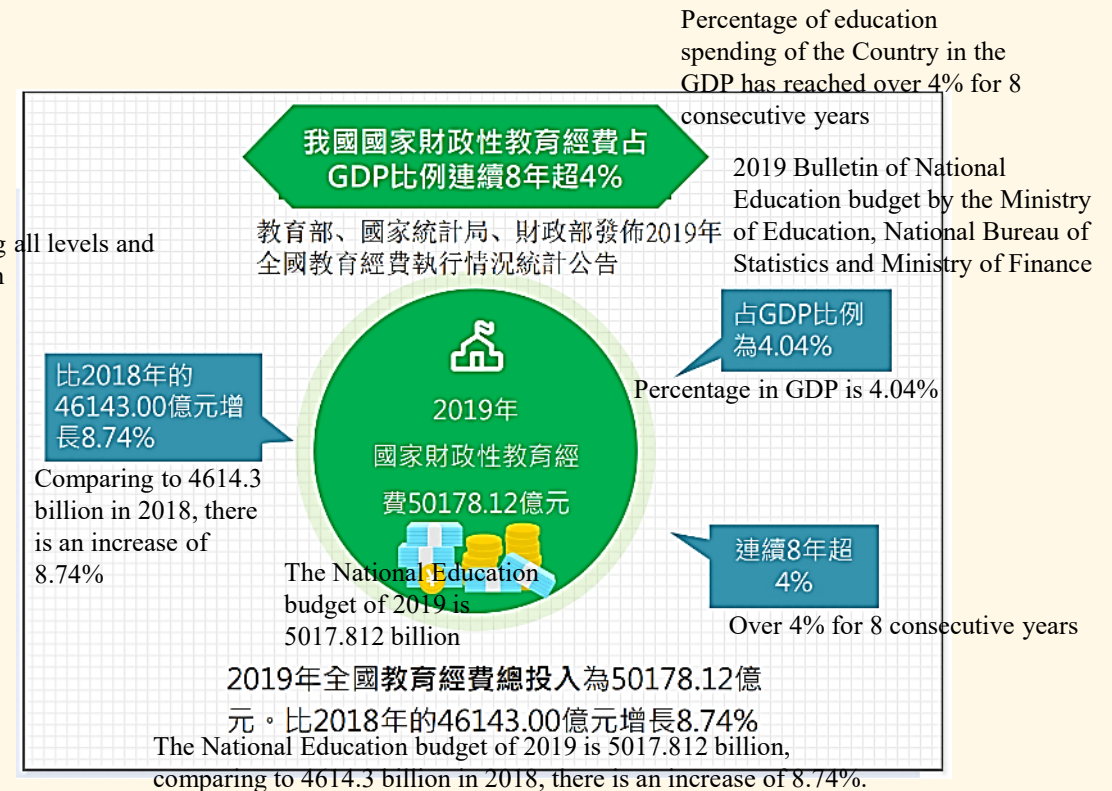 Percentage of education
spending of the Country in the
GDP has reached over 4% for 8
consecutive years
我國國家財政性教育經費占
GDP比例連續8年超4%
2019 Bulletin of National
Education budget by the Ministry
of Education, National Bureau of
Statistics and Ministry of Finance
教育部、國家統計局、財政部發佈2019年
全國教育經費執行情況統計公告
all levels and
占GDP比例
為4.04%
Percentage in GDP is 4.04%
比2018年的
46143.00億元增
長8.74%
Comparing to 4614.3
billion in 2018, there
is an increase of
8.74%
2019年
國家財政性教育經
費50178.12億元
The National Education
budget of 2019 is
5017.812 billion
連續8年超
4%
Over 4% for 8 consecutive years
2019年全國教育經費總投入為50178.12億
元。比2018年的46143.00億元增長8.74%
The National Education budget of 2019 is 5017.812 billion,
comparing to 4614.3 billion in 2018, there is an increase of 8.74%.